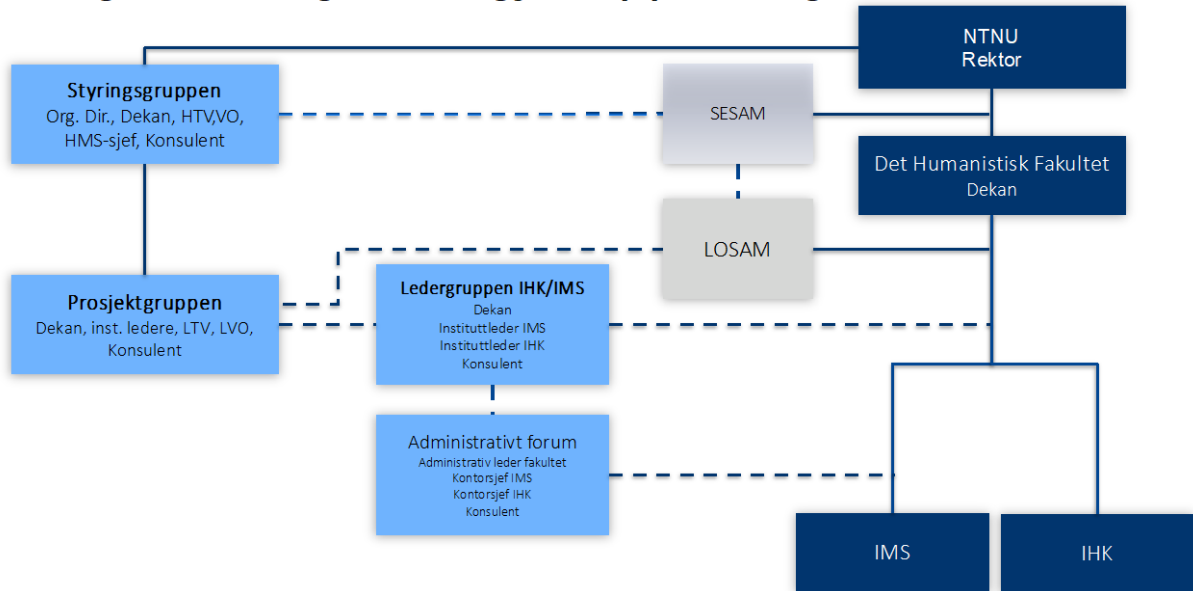 NTNU
Rektor
Styringsgruppen
Org. Dir., Dekan, HTV,VO,
HMS-sjef, Konsulent
SESAM
Det Humanistisk Fakultet
Dekan
LOSAM
Prosjektgruppen
Dekan, inst. ledere, LTV, LVO,
Konsulent
Ledergruppen IHK/IMS
Dekan
Instituttleder IMS
Instituttleder IHK
Konsulent
Administrativt forum
Administrativ leder fakultet
Kontorsjef IMS
Kontorsjef IHK
Konsulent
IMS
IHK